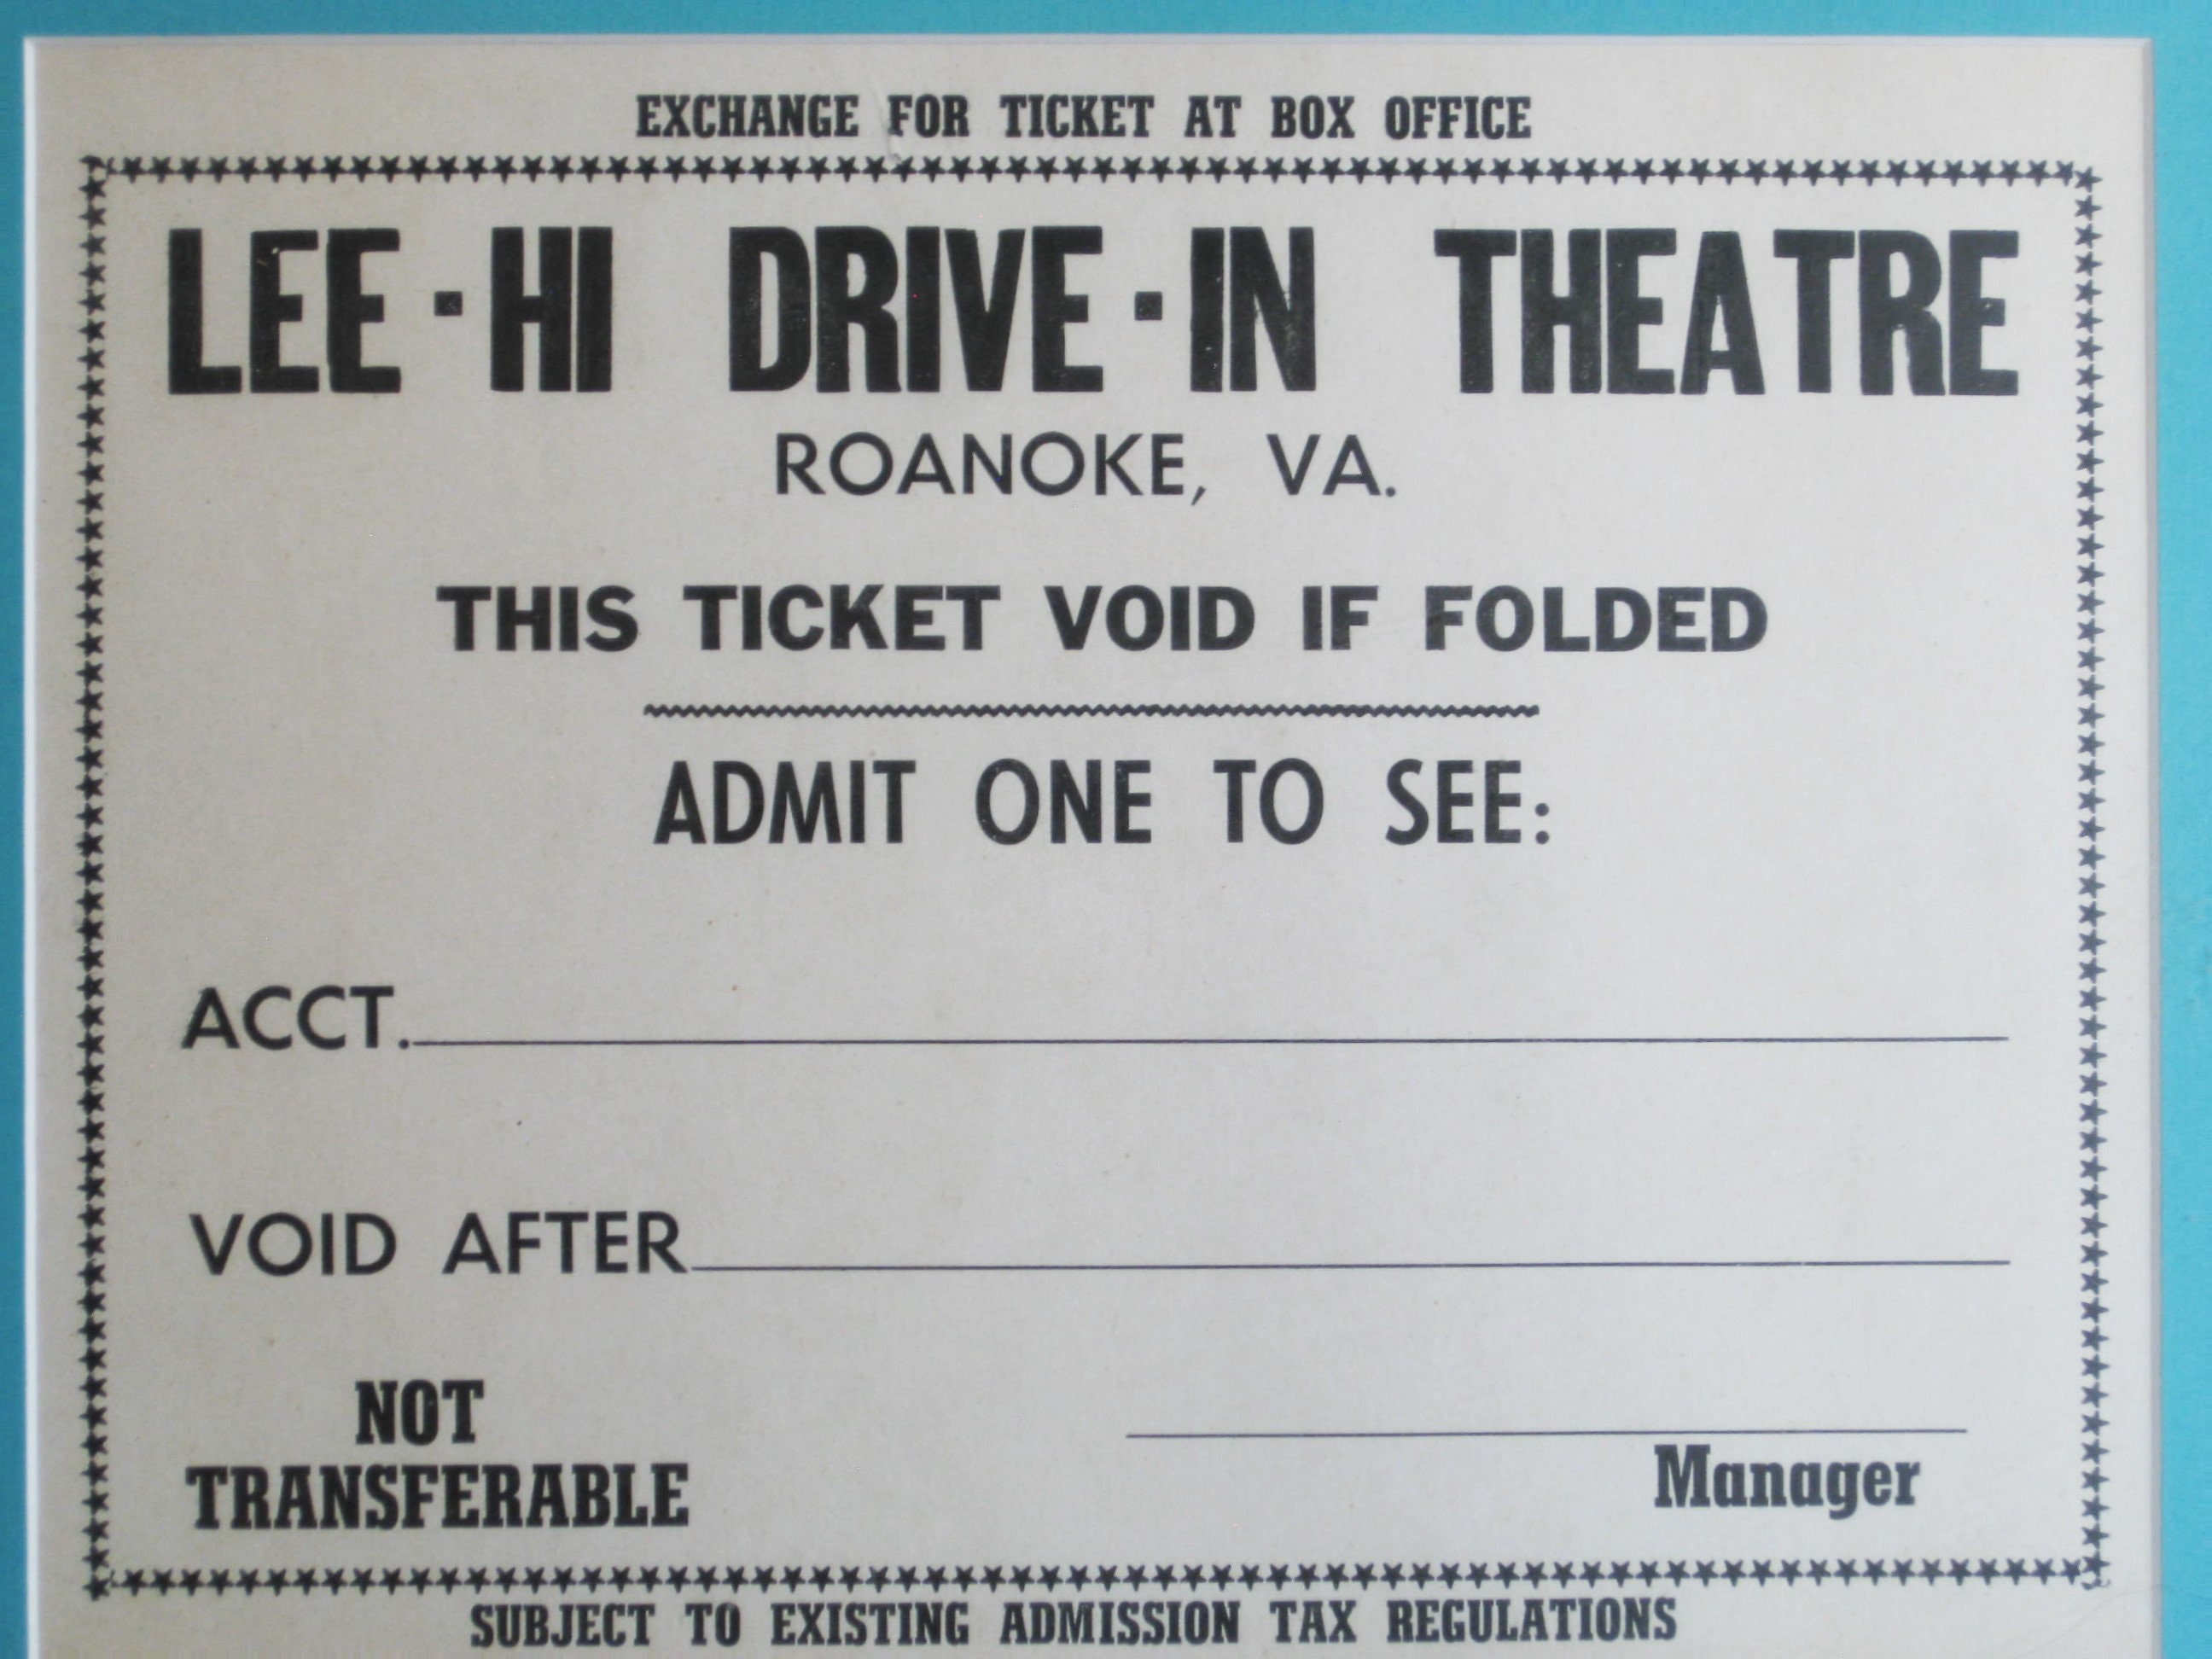 EXCHANGE FOR TICKET AT BOX OFFICE
LEE-HI DRIVE-IN THEATRE
ROANOKE, VA.
THIS TICKET VOID IF FOLDED
ADMIT ONE TO SEE:
ACCT.
VOID AFTER
NOT
TRANSFERABLE
Manager
SUBJECT TO EXISTING ADMISSION TAX REGULATIONS